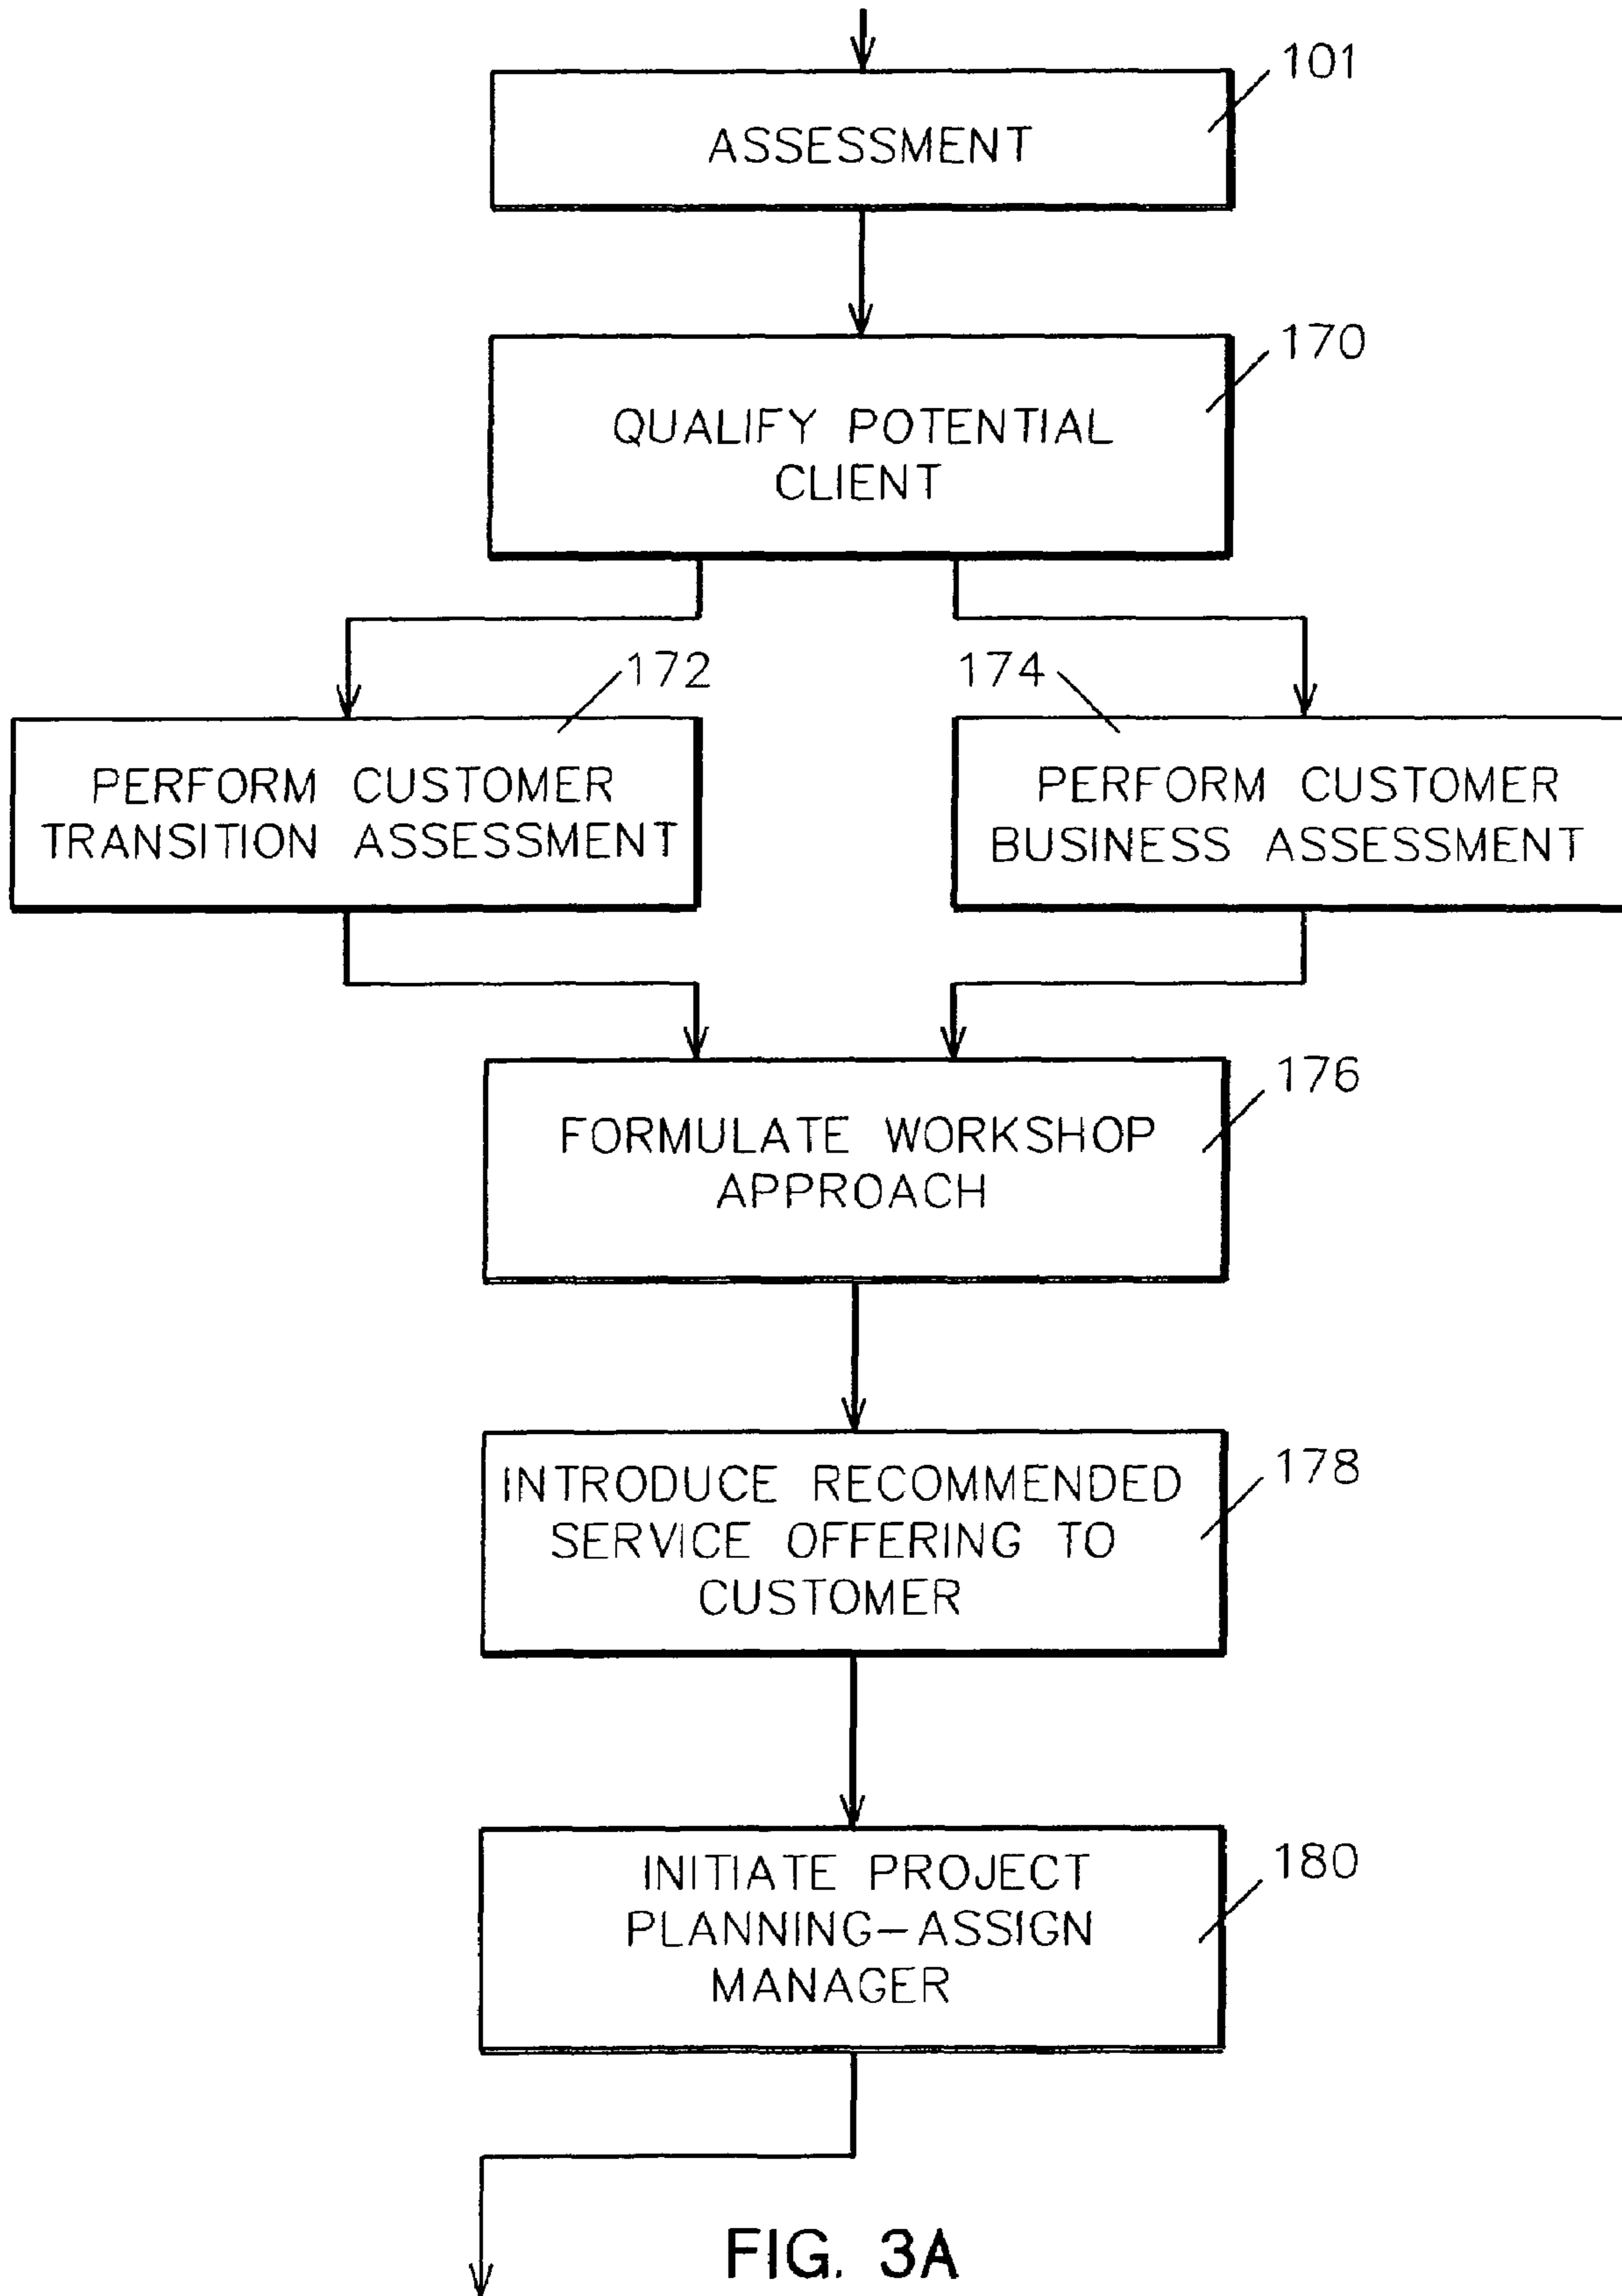 101
ASSESSMENT
170
QUALIFY POTENTIAL
CLIENT
172
174
PERFORM CUSTOMER
TRANSITION ASSESSMENT
PERFORM CUSTOMER
BUSINESS ASSESSMENT
176
FORMULATE WORKSHOP
APPROACH
178
INTRODUCE RECOMMENDED
SERVICE OFFERING TO
CUSTOMER
180
INITIATE PROJECT
PLANNING–ASSIGN
MANAGER
FIG. 3A